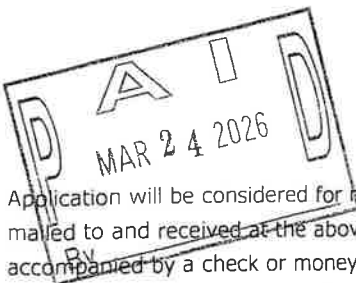 PAID
MAR 24 2026
Application will be considered for
mailed to and received at the
By
accompanied by a check or money